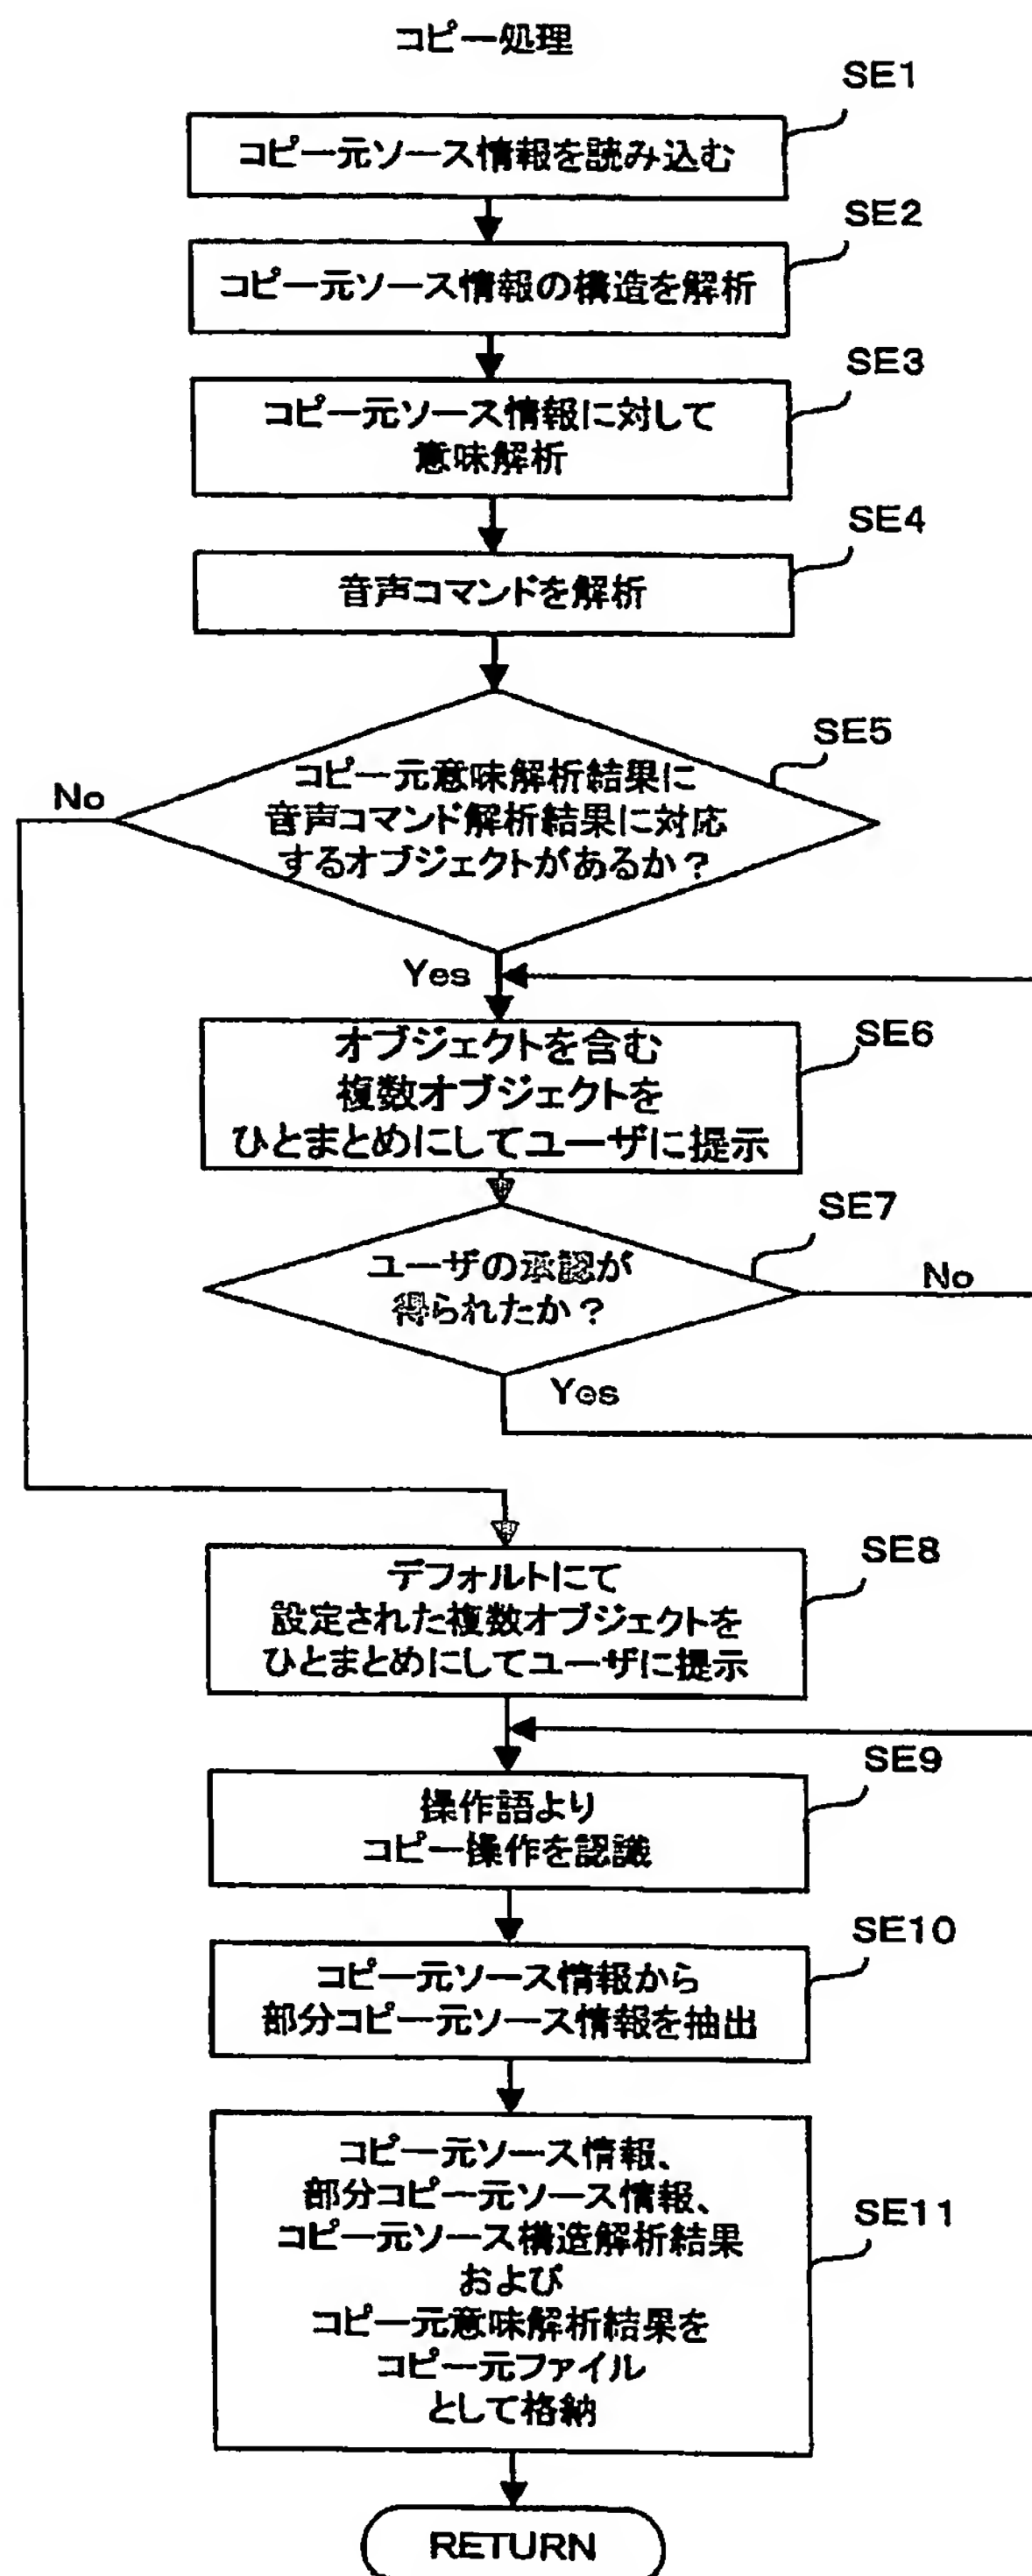 コピー処理
SE1
コピー元ソース情報を読み込む
SE2
コピー元ソース情報の構造を解析
SE3
コピー元ソース情報に対して
意味解析
SE4
音声コマンドを解析
SE5
コピー元意味解析結果に
音声コマンド解析結果に対応
するオブジェクトがあるか？
No
Yes
SE6
オブジェクトを含む
複数オブジェクトを
ひとまとめにしてユーザに提示
SE7
ユーザの承認が
得られたか？
No
Yes
SE8
デフォルトにて
設定された複数オブジェクトを
ひとまとめにしてユーザに提示
SE9
操作語より
コピー操作を認識
SE10
コピー元ソース情報から
部分コピー元ソース情報を抽出
SE11
コピー元ソース情報、
部分コピー元ソース情報、
コピー元ソース構造解析結果
および
コピー元意味解析結果を
コピー元ファイル
として格納
RETURN